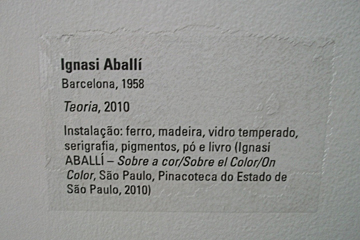 Ignasi Aballí
Barcelona, 1958
Teoria, 2010
Instalação: ferro, madeira, vidro temperado,
serigrafia, pigmentos, pó e livro (Ignasi
ABALLÍ – Sobre a cor/Sobre el Color/On
Color, São Paulo, Pinacoteca do Estado de
São Paulo, 2010)